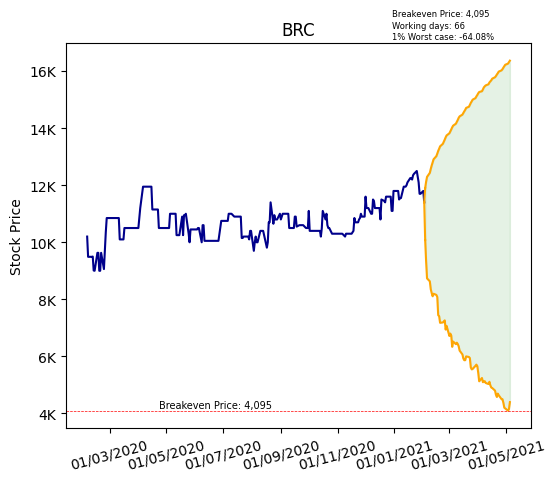 Breakeven Price: 4,095
Working days: 66
1% Worst case: -64.08%
BRC
Stock Price
16K
14K
12K
10K
8K
6K
4K
Breakeven Price: 4,095
01/03/2020
01/05/2020
01/07/2020
01/09/2020
01/11/2020
01/01/2021
01/03/2021
01/05/2021